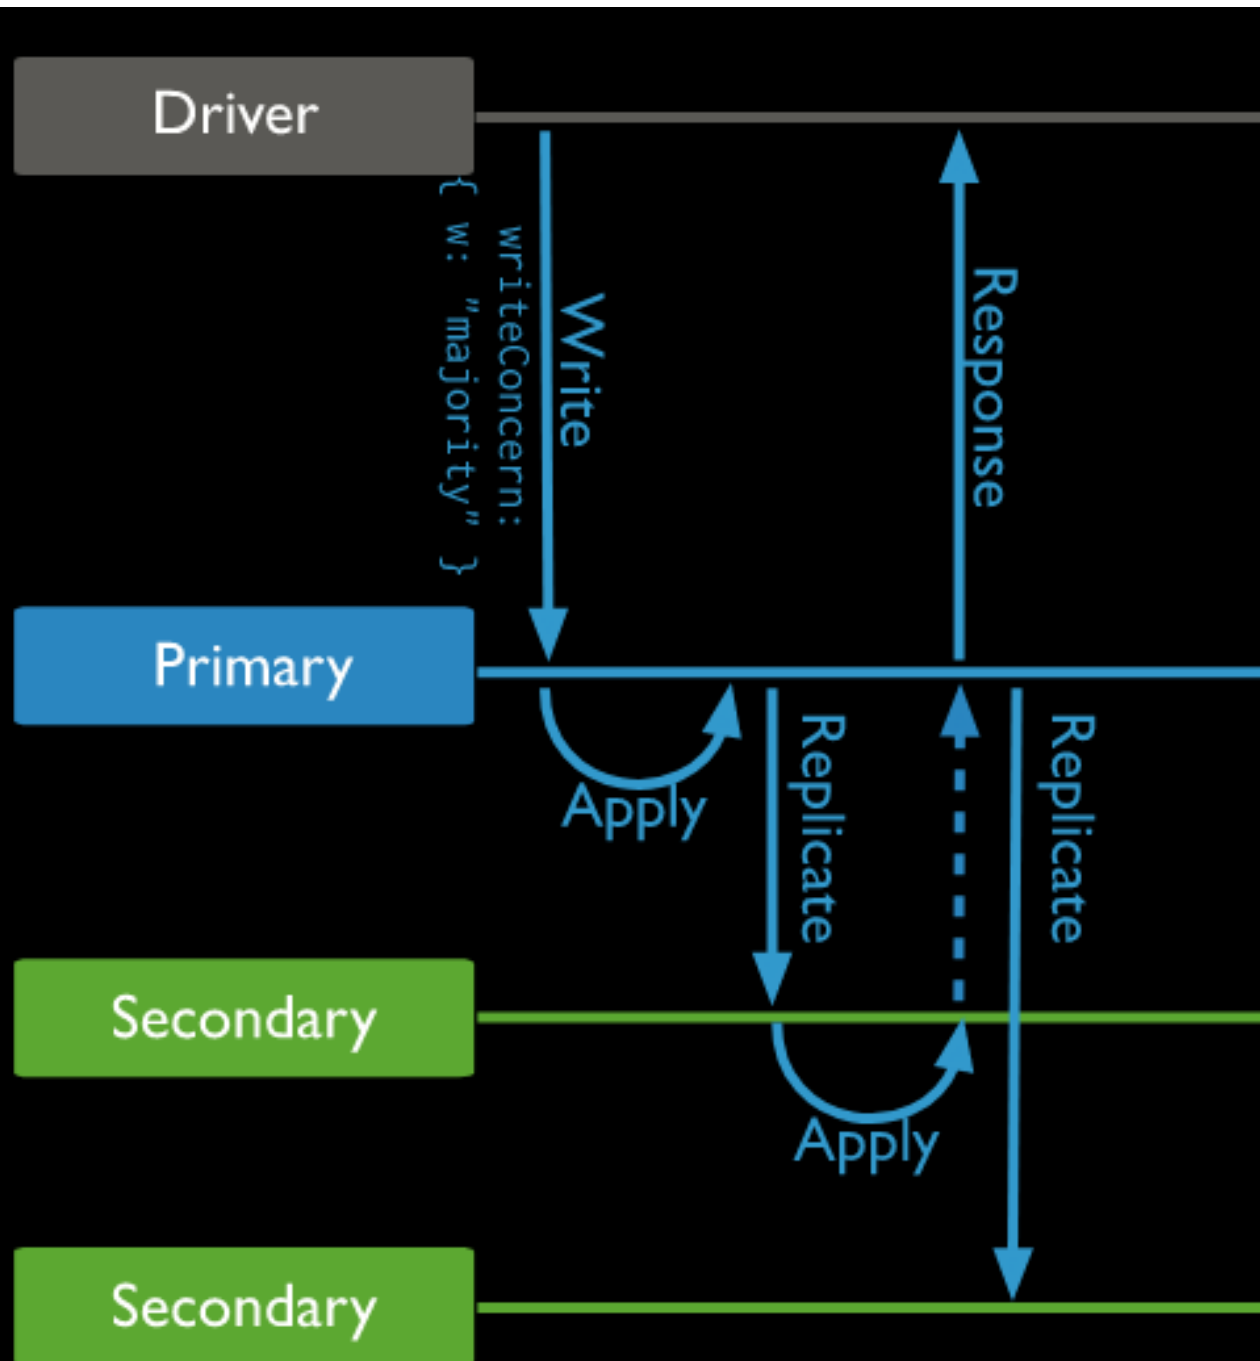 Driver
writeConcern:
{ w: "majority" }
Write
Response
Primary
Apply
Replicate
Replicate
Secondary
Apply
Secondary